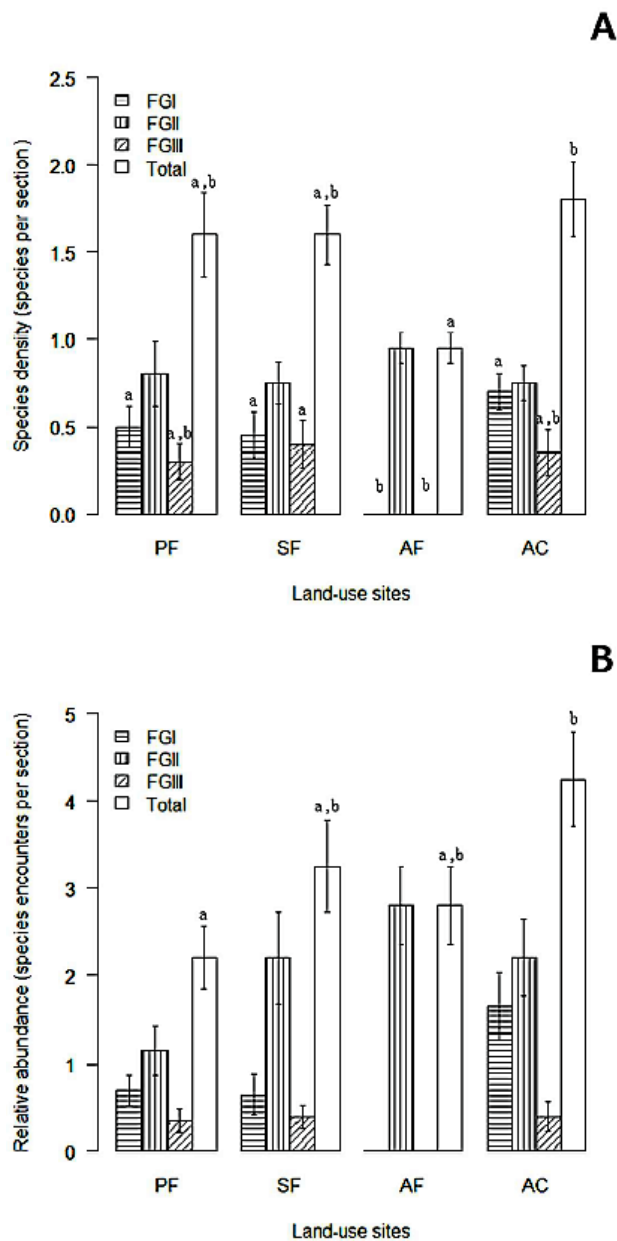 A
Species density (species per section)
2.5
2.0
1.5
1.0
0.5
0.0
FGI
FGII
FGIII
Total
a
a,b
a,b
a
a
a,b
b
b
a
a
a,b
b
PF
SF
AF
AC
Land-use sites
B
Relative abundance (species encounters per section)
5
4
3
2
1
0
FGI
FGII
FGIII
Total
a
a,b
a,b
b
PF
SF
AF
AC
Land-use sites